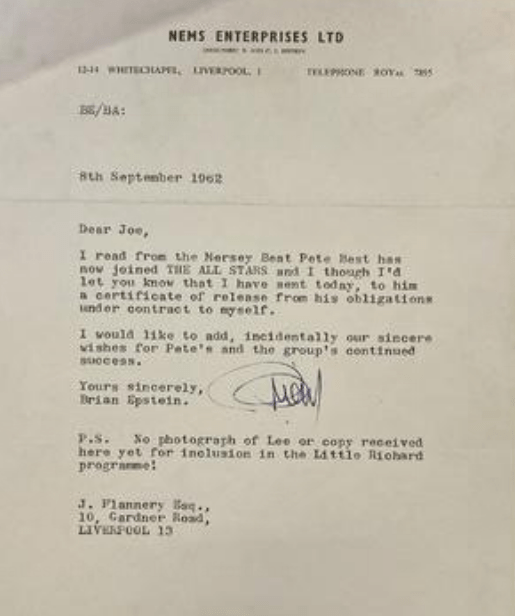 NEMS ENTERPRISES LTD
12-14 WHITECHAPEL, LIVERPOOL, 1 TELEPHONE ROYAL 7895
BE/BA:
8th September 1962
Dear Joe,
I read from the Mersey Beat Pete Best has
now joined THE ALL STARS and I though I'd
let you know that I have sent today, to him
a certificate of release from his obligations
under contract to myself.
I would like to add, incidentally our sincere
wishes for Pete's and the group's continued
success.
Yours sincerely,
Brian Epstein.
P.S. No photograph of Lee or copy received
here yet for inclusion in the Little Richard
programme!
J. Flannery Esq.,
10, Gardner Road,
LIVERPOOL 13